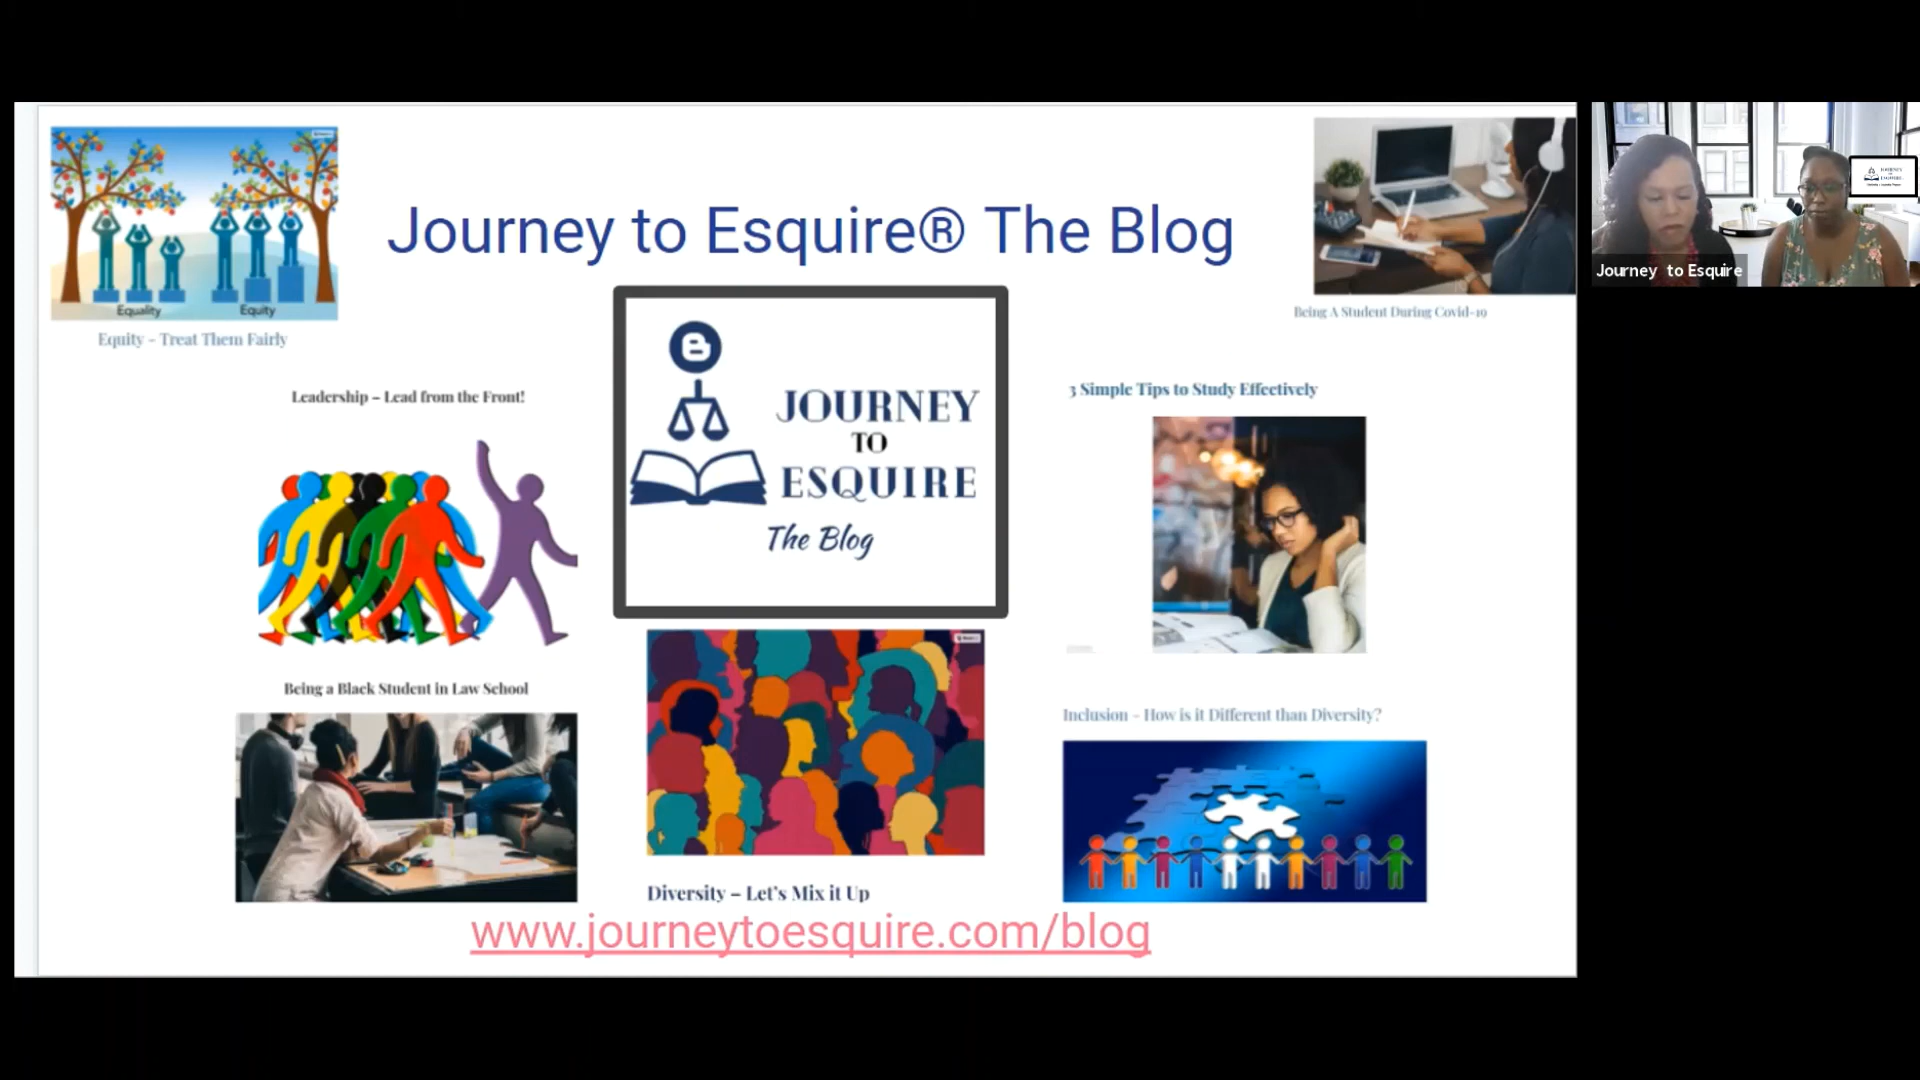 Journey to Esquire® The Blog
Equality
Equity
Equity - Treat Them Fairly
Being A Student During Covid-19
Journey to Esquire
JOURNEY
TO
ESQUIRE
Leadership – Lead from the Front!
JOURNEY
TO
ESQUIRE
The Blog
3 Simple Tips to Study Effectively
Being a Black Student in Law School
Inclusion - How is it Different than Diversity?
Diversity – Let's Mix it Up
www.journeytoesquire.com/blog